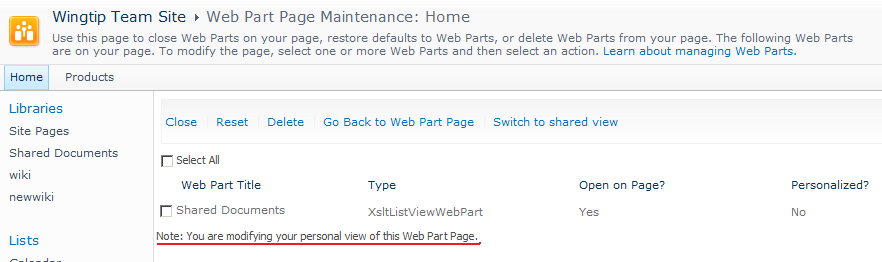 Wingtip Team Site ▸ Web Part Page Maintenance: Home
Use this page to close Web Parts on your page, restore defaults to Web Parts, or delete Web Parts from your page. The following Web Parts
are on your page. To modify the page, select one or more Web Parts and then select an action. Learn about managing Web Parts.
Home Products
Libraries
Site Pages
Shared Documents
wiki
newwiki
Lists
Calendar
Close Reset Delete Go Back to Web Part Page Switch to shared view
Select All
Web Part Title Type Open on Page? Personalized?
Shared Documents XsltListViewWebPart Yes No
Note: You are modifying your personal view of this Web Part Page.